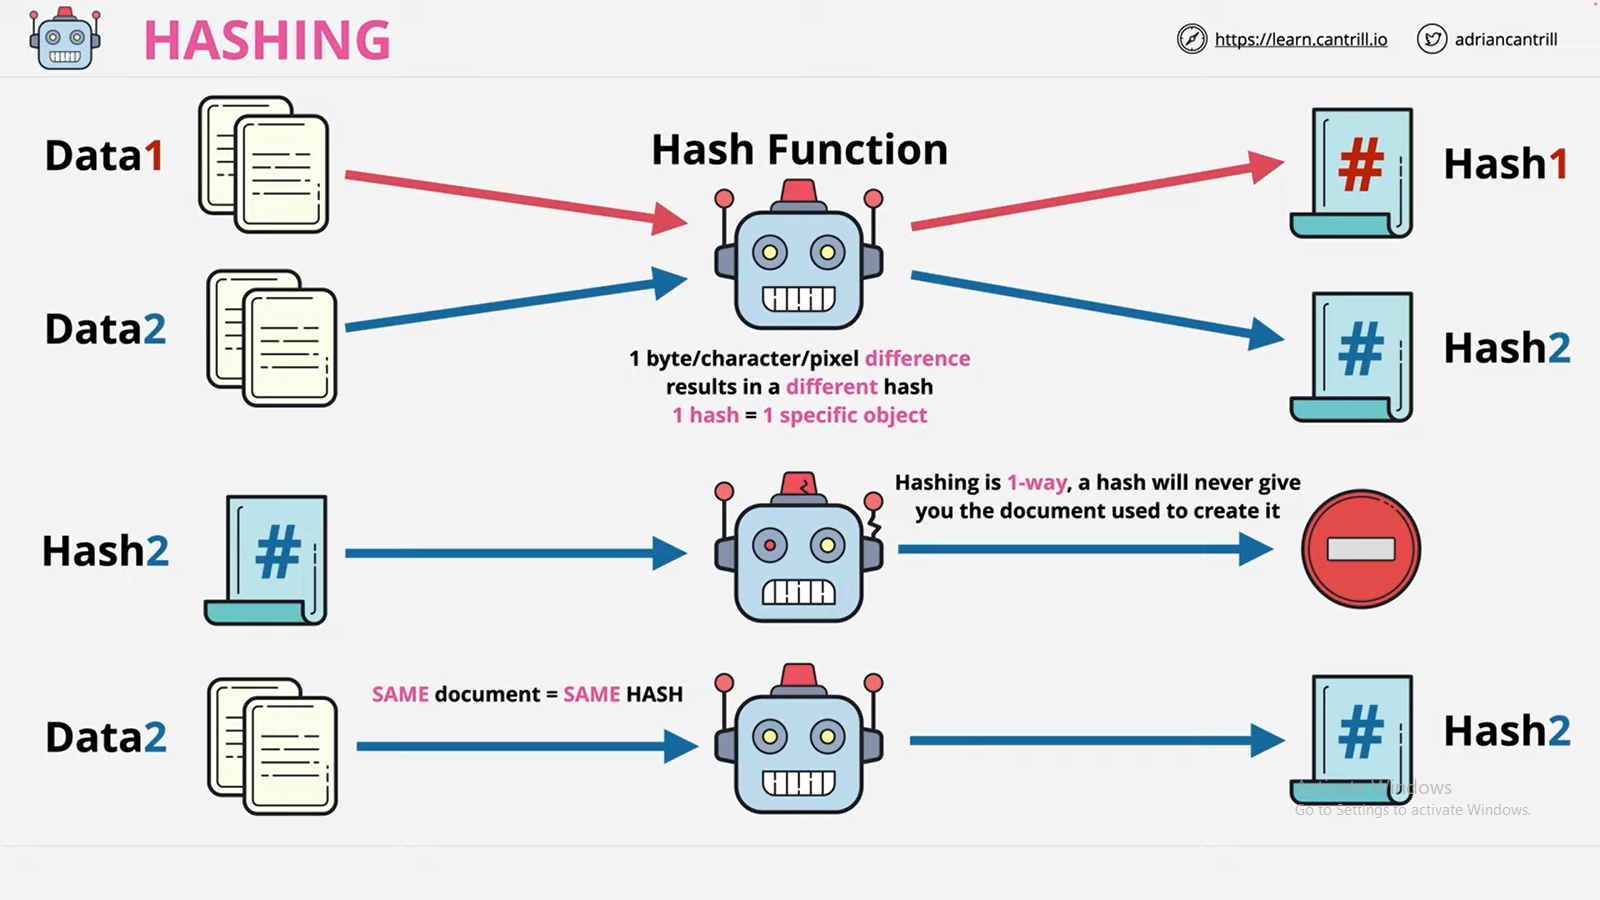 HASHING
https://learn.cantrill.io
adriancantrill
Data1
Hash Function
#
Hash1
Data2
#
Hash2
1 byte/character/pixel difference
results in a different hash
1 hash = 1 specific object
Hash2
#
Hashing is 1-way, a hash will never give
you the document used to create it
Data2
SAME document = SAME HASH
#
Hash2
Activate Windows
Go to Settings to activate Windows.